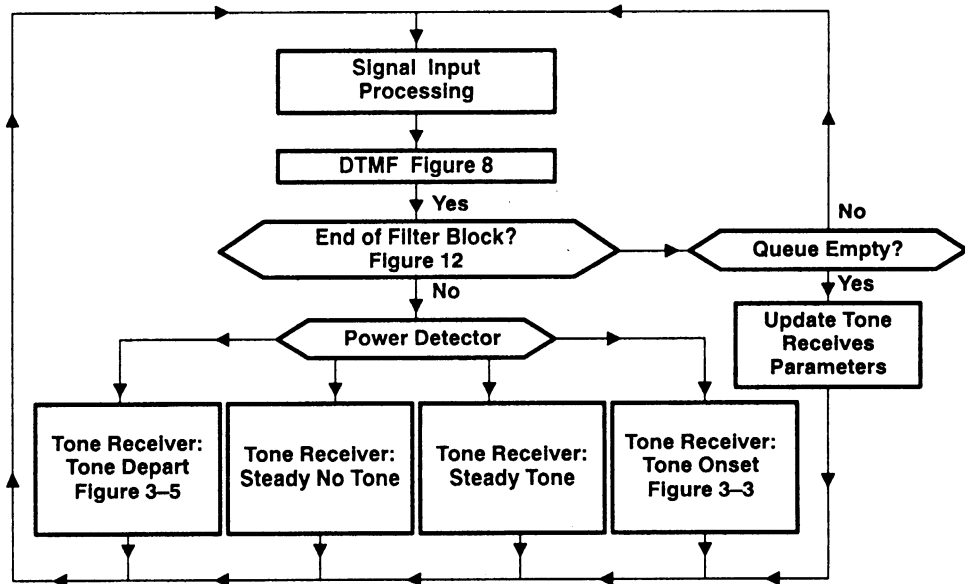 Signal Input
Processing
DTMF Figure 8
Yes
End of Filter Block?
Figure 12
No
Queue Empty?
No
Yes
Update Tone
Receives
Parameters
Power Detector
Tone Receiver:
Tone Depart
Figure 3–5
Tone Receiver:
Steady No Tone
Tone Receiver:
Steady Tone
Tone Receiver:
Tone Onset
Figure 3–3